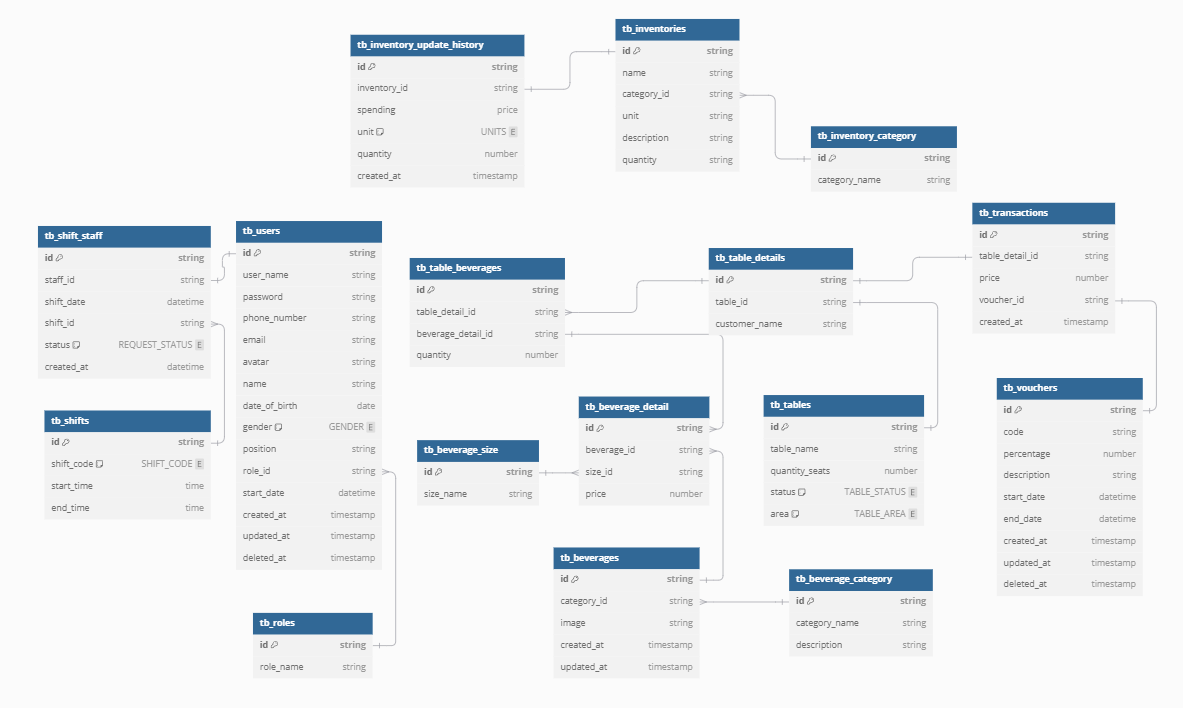 tb_inventory_update_history
id string
inventory_id string
spending price
unit UNITS E
quantity number
created_at timestamp
tb_inventories
id string
name string
category_id string
unit string
description string
quantity string
tb_inventory_category
id string
category_name string
tb_shift_staff
id string
staff_id string
shift_date datetime
shift_id string
status REQUEST_STATUS E
created_at datetime
tb_users
id string
user_name string
password string
phone_number string
email string
avatar string
name string
date_of_birth date
gender GENDER E
position string
role_id string
start_date datetime
created_at timestamp
updated_at timestamp
deleted_at timestamp
tb_table_beverages
id string
table_detail_id string
beverage_detail_id string
quantity number
tb_table_details
id string
table_id string
customer_name string
tb_transactions
id string
table_detail_id string
price number
voucher_id string
created_at timestamp
tb_shifts
id string
shift_code SHIFT_CODE E
start_time time
end_time time
tb_beverage_size
id string
size_name string
tb_beverage_detail
id string
beverage_id string
size_id string
price number
tb_tables
id string
table_name string
quantity_seats number
status TABLE_STATUS E
area TABLE_AREA E
tb_vouchers
id string
code string
percentage number
description string
start_date datetime
end_date datetime
created_at timestamp
updated_at timestamp
deleted_at timestamp
tb_roles
id string
role_name string
tb_beverages
id string
category_id string
image string
created_at timestamp
updated_at timestamp
tb_beverage_category
id string
category_name string
description string